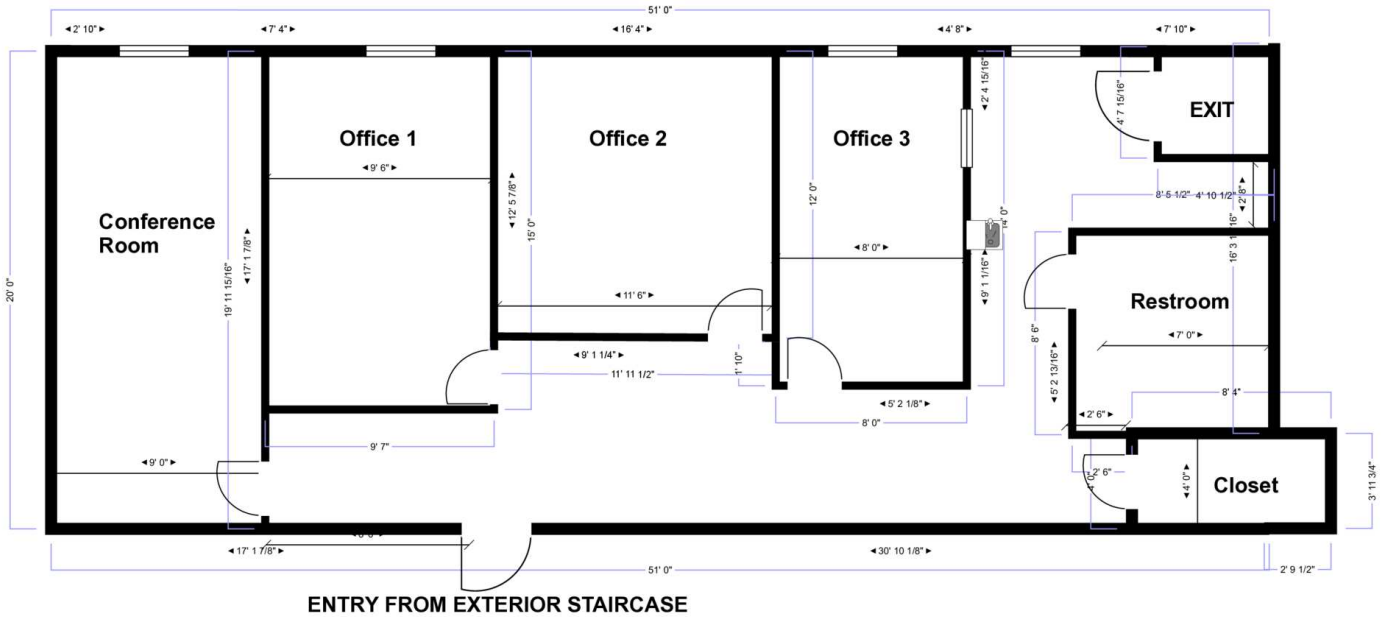 51' 0"
2' 10"
7' 4"
16' 4"
4' 8"
7' 10"
2' 4 15/16"
4' 7 15/16"
EXIT
Office 1
Office 2
Office 3
9' 6"
12' 5 7/8"
12' 0"
8' 5 1/2"
4' 10 1/2"
2' 8"
Conference
Room
17' 1 7/8"
15' 0"
8' 0"
9' 1 1/16"
20' 0"
19' 11 15/16"
11' 6"
Restroom
7' 0"
8' 6"
9' 1 1/4"
1' 10"
11' 11 1/2"
5' 2 13/16"
5' 2 1/8"
8' 0"
8' 4"
2' 6"
9' 7"
9' 0"
2' 6"
4' 0"
4' 0"
Closet
3' 11 3/4"
17' 1 7/8"
30' 10 1/8"
51' 0"
2' 9 1/2"
ENTRY FROM EXTERIOR STAIRCASE